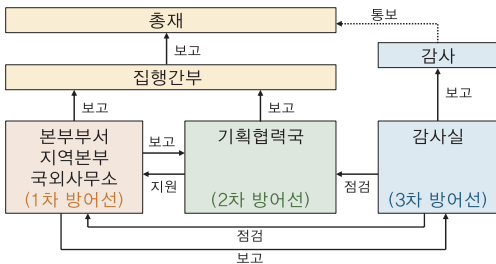 총재
통보
감사
보고
집행간부
보고
보고
보고
본부부서
지역본부
국외사무소
(1차 방어선)
보고
지원
기획협력국
(2차 방어선)
점검
감사실
(3차 방어선)
점검
보고